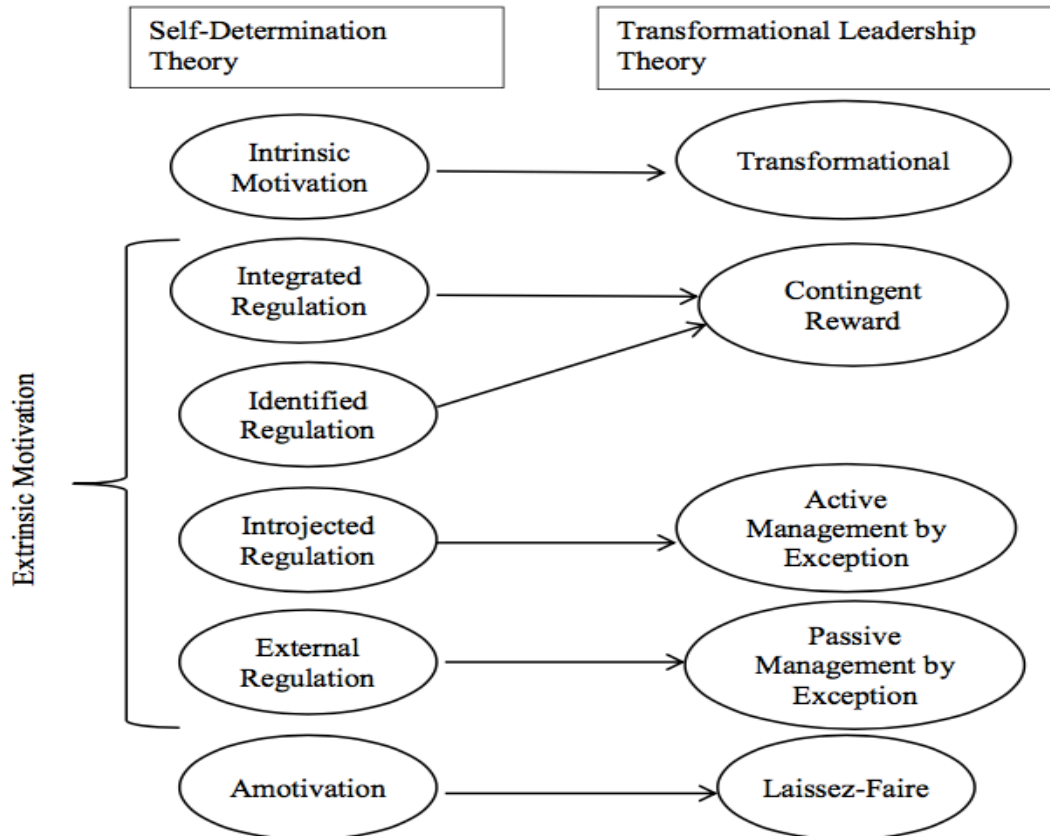 Self-Determination
Theory
Transformational Leadership
Theory
Intrinsic
Motivation
Transformational
Extrinsic Motivation
Integrated
Regulation
Contingent
Reward
Identified
Regulation
Introjected
Regulation
Active
Management by
Exception
External
Regulation
Passive
Management by
Exception
Amotivation
Laissez-Faire